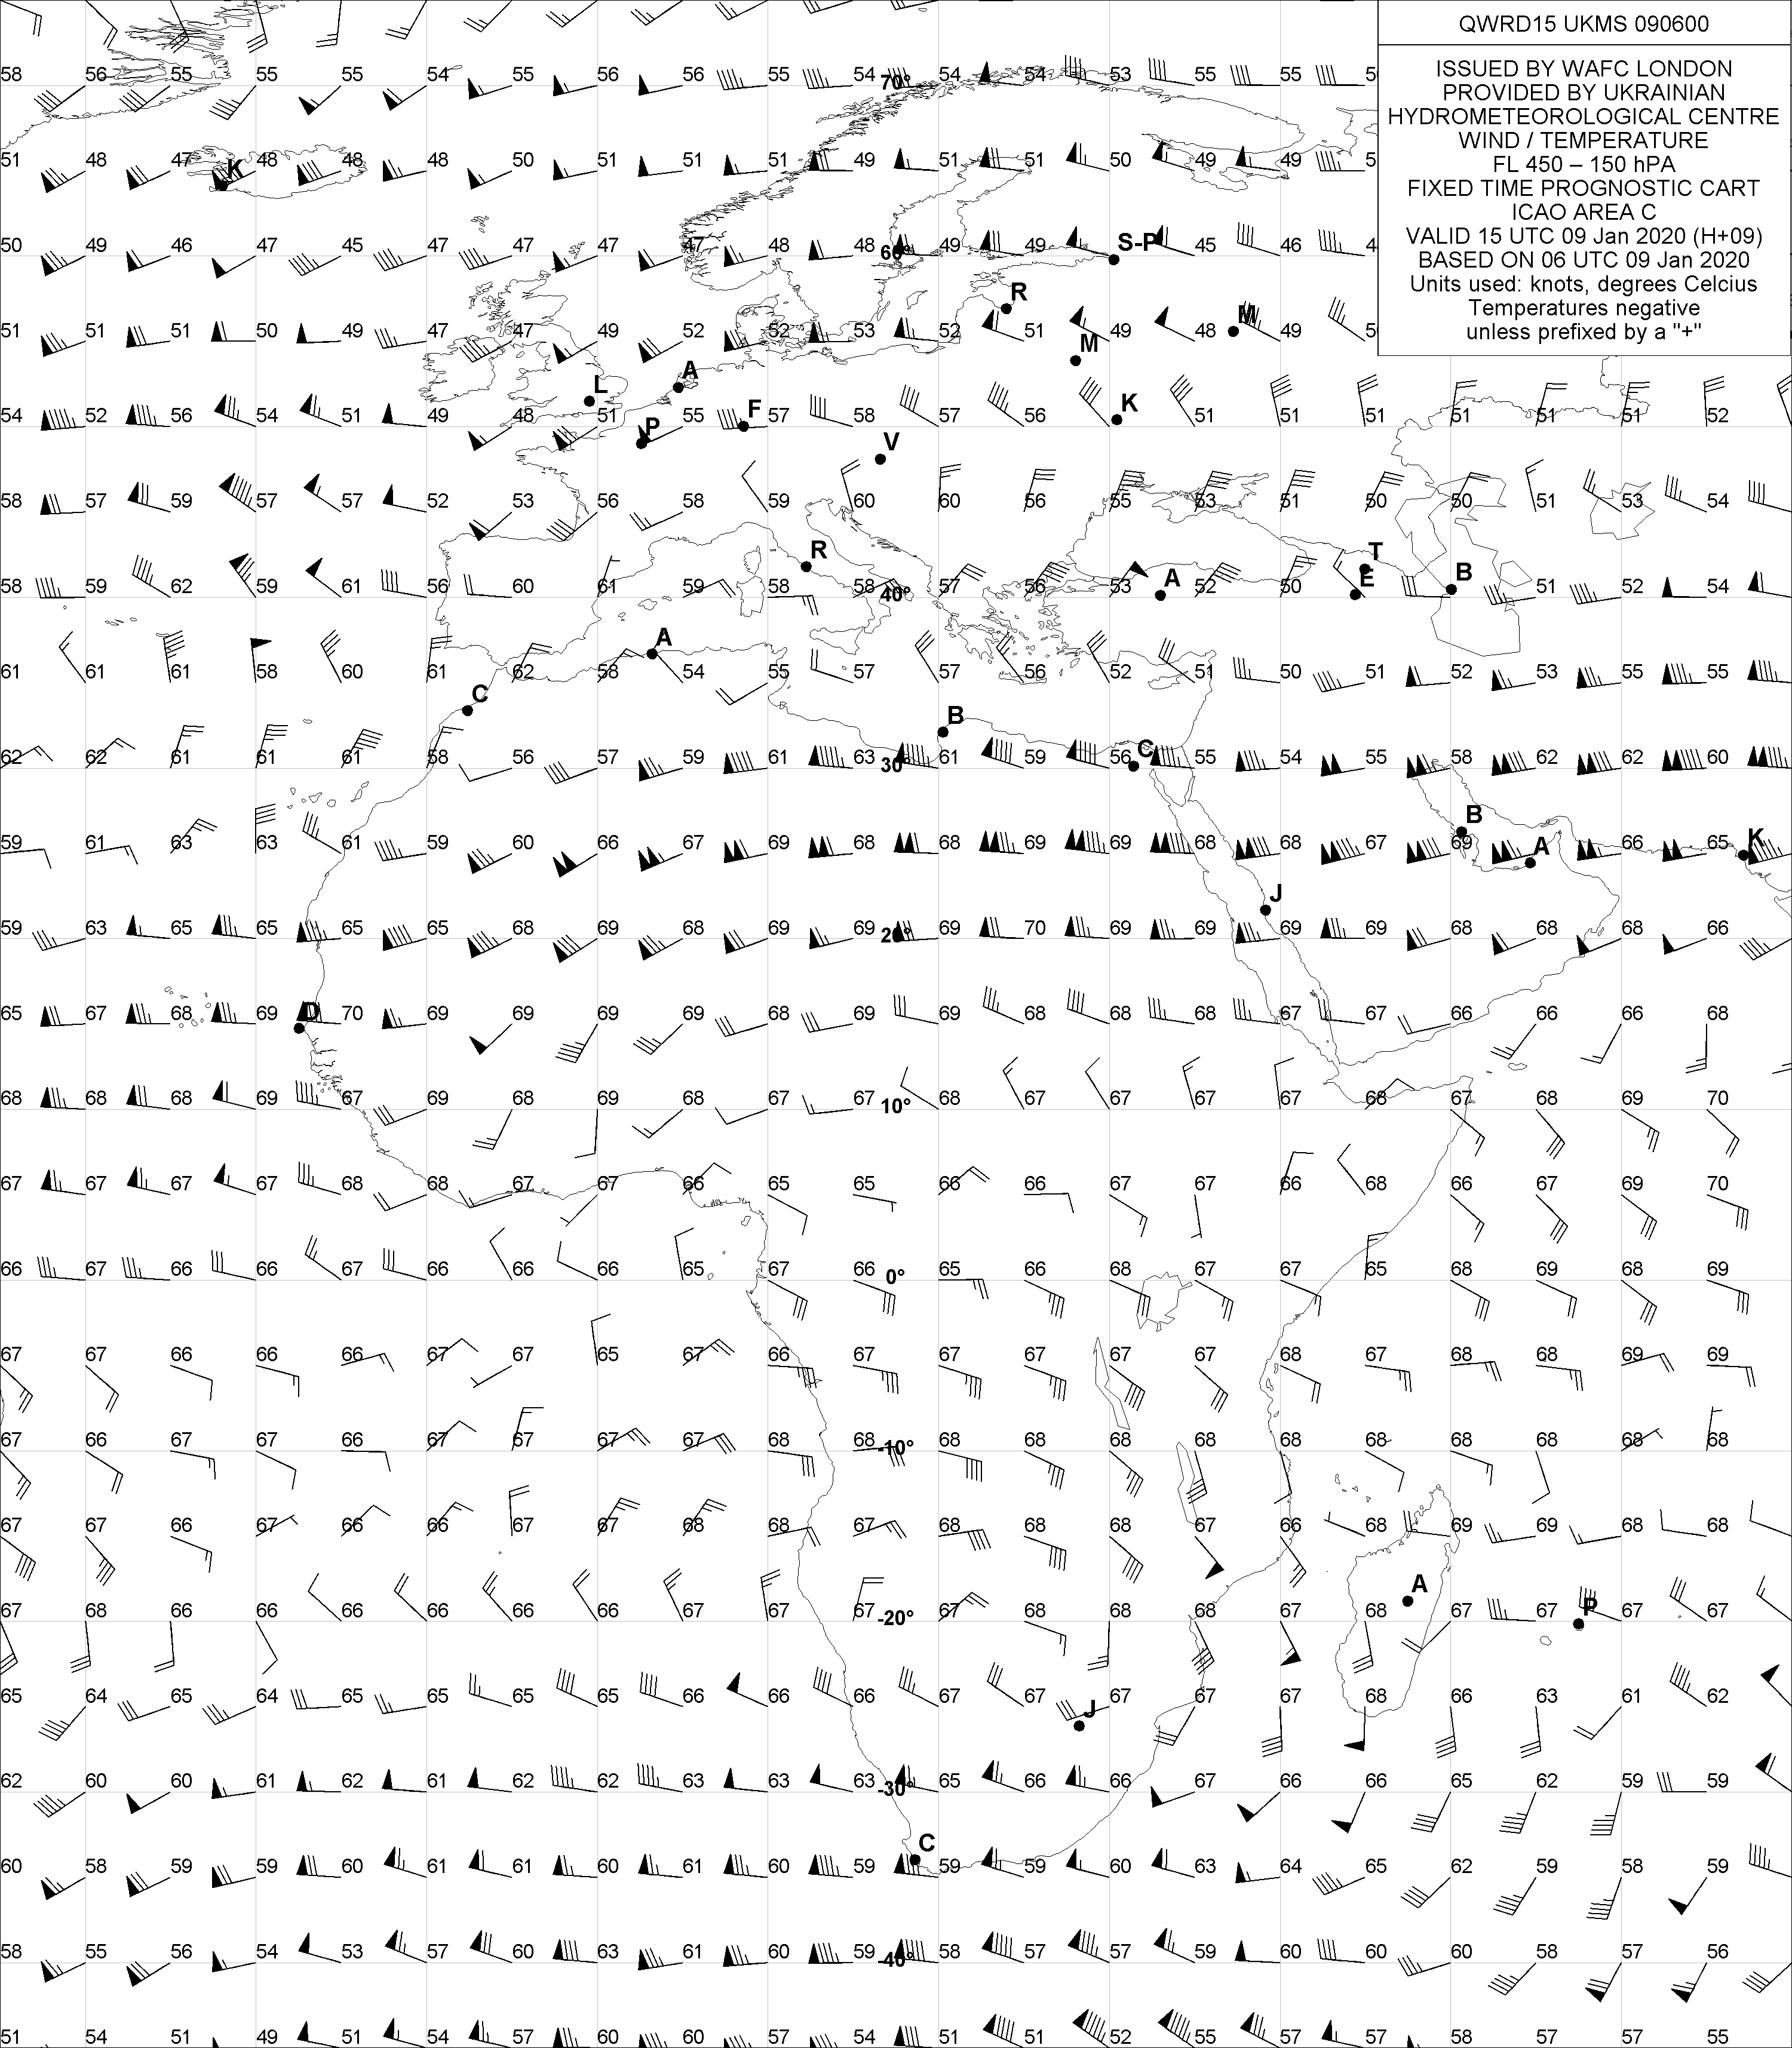 QWRD15 UKMS 090600
ISSUED BY WAFC LONDON
PROVIDED BY UKRAINIAN
HYDROMETEOROLOGICAL CENTRE
WIND / TEMPERATURE
FL 450 – 150 hPA
FIXED TIME PROGNOSTIC CART
ICAO AREA C
VALID 15 UTC 09 Jan 2020 (H+09)
BASED ON 06 UTC 09 Jan 2020
Units used: knots, degrees Celcius
Temperatures negative
unless prefixed by a "+"
58 56 55 55 55 54 55 56 56 55 54 70° 54 54 53 55 55 5
51 48 47 K 48 48 48 50 51 51 51 49 51 51 50 49 49 5
50 49 46 47 45 47 47 47 47 48 48 60° 49 49 S-P 45 46 4
R
51 51 51 50 49 47 47 49 52 52 53 52 51 49 48 M 49 5
M
A
L
54 52 56 54 51 49 48 51 P 55 F 57 58 57 56 K 51 51 51 51 51 51 52
V
58 57 59 57 57 52 53 56 58 59 60 60 56 55 53 51 50 50 51 53 54
R T
58 59 62 59 61 56 60 61 59 58 58 40° 57 56 A 52 50 E B 51 52 54
A
61 61 61 58 60 61 62 58 54 55 57 57 56 52 51 50 51 52 53 55 55
C
B
62 62 61 61 61 58 56 57 59 61 63 30° 61 59 56 C 55 54 55 58 62 62 60
B
59 61 63 63 61 59 60 66 67 69 68 68 69 69 68 68 67 69 A 66 65 K
J
59 63 65 65 65 65 68 69 68 69 69 20° 69 70 69 69 69 69 68 68 68 66
65 67 68 69 D 70 69 69 69 69 68 69 69 68 68 68 67 67 66 66 66 68
68 68 68 69 67 69 68 69 68 67 67 10° 68 67 67 67 67 68 67 68 69 70
67 67 67 67 68 68 67 67 66 65 65 66 66 67 67 66 68 66 67 69 70
66 67 66 66 67 66 66 66 65 67 66 0° 65 66 68 67 67 65 68 69 68 69
67 67 66 66 66 67 67 65 67 66 67 67 67 67 67 68 67 68 68 69 69
67 66 67 67 66 67 67 67 67 68 68 -10° 68 68 68 68 68 68 68 68 68 68
67 67 66 67 66 66 67 67 68 68 67 68 68 68 67 66 68 69 69 68 68
A
P
67 68 66 66 66 66 66 66 67 67 67 -20° 67 68 68 68 67 68 67 67 67 67
65 64 65 64 65 65 65 65 66 66 66 67 67 67 67 67 68 66 63 61 62
J
62 60 60 61 62 61 62 62 63 63 63 -30° 65 66 66 67 66 66 65 62 59 59
C
60 58 59 59 60 61 61 60 61 60 59 59 59 60 63 64 65 62 59 58 59
58 55 56 54 53 57 60 63 61 60 59 -40° 58 57 57 59 60 60 60 58 57 56
51 54 51 49 51 54 57 60 60 57 54 51 51 52 55 57 57 58 57 57 55